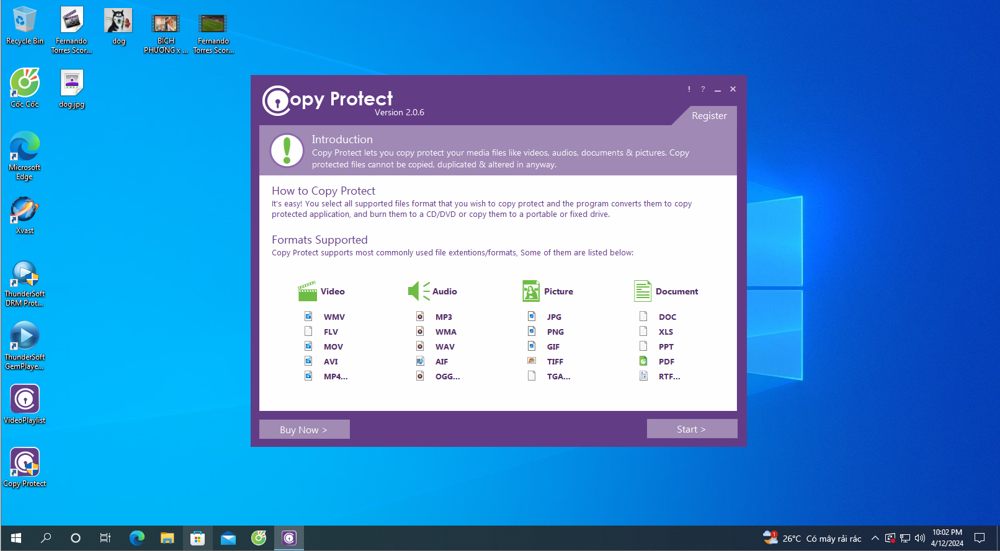 Recycle Bin
Fernando
Torres Scor...
dog
BÍCH
PHƯƠNG x ...
Fernando
Torres Scor...
Cốc Cốc
dog.jpg
Microsoft
Edge
Xvast
ThunderSoft
DRM Prot...
ThunderSoft
GemPlaye...
VideoPlaylist
Copy Protect
Copy Protect
Version 2.0.6
! ?
Register
Introduction
Copy Protect lets you copy protect your media files like videos, audios, documents & pictures. Copy
protected files cannot be copied, duplicated & altered in anyway.
How to Copy Protect
It's easy! You select all supported files format that you wish to copy protect and the program converts them to copy
protected application, and burn them to a CD/DVD or copy them to a portable or fixed drive.
Formats Supported
Copy Protect supports most commonly used file extentions/formats, Some of them are listed below:
Video Audio Picture Document
WMV MP3 JPG DOC
FLV WMA PNG XLS
MOV WAV GIF PPT
AVI AIF TIFF PDF
MP4... OGG... TGA... RTF...
Buy Now >
Start >
1
26°C Có mây rải rác
10:02 PM
4/12/2024